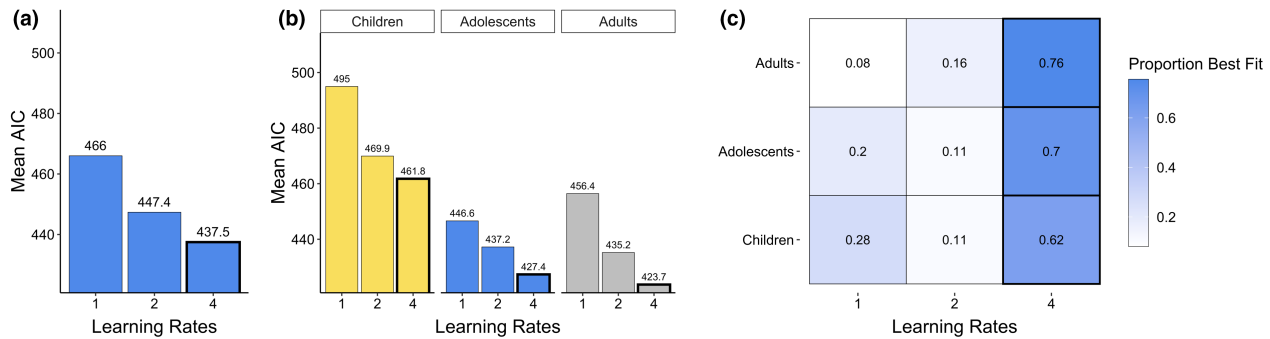 (a)
500
480
460
440
Mean AIC
466
447.4
437.5
1 2 4
Learning Rates
(b)
Children Adolescents Adults
500
480
460
440
Mean AIC
495
469.9
461.8
446.6
437.2
427.4
456.4
435.2
423.7
1 2 4 1 2 4 1 2 4
Learning Rates
(c)
Adults 0.08 0.16 0.76
Adolescents 0.2 0.11 0.7
Children 0.28 0.11 0.62
1 2 4
Learning Rates
Proportion Best Fit
0.6
0.4
0.2